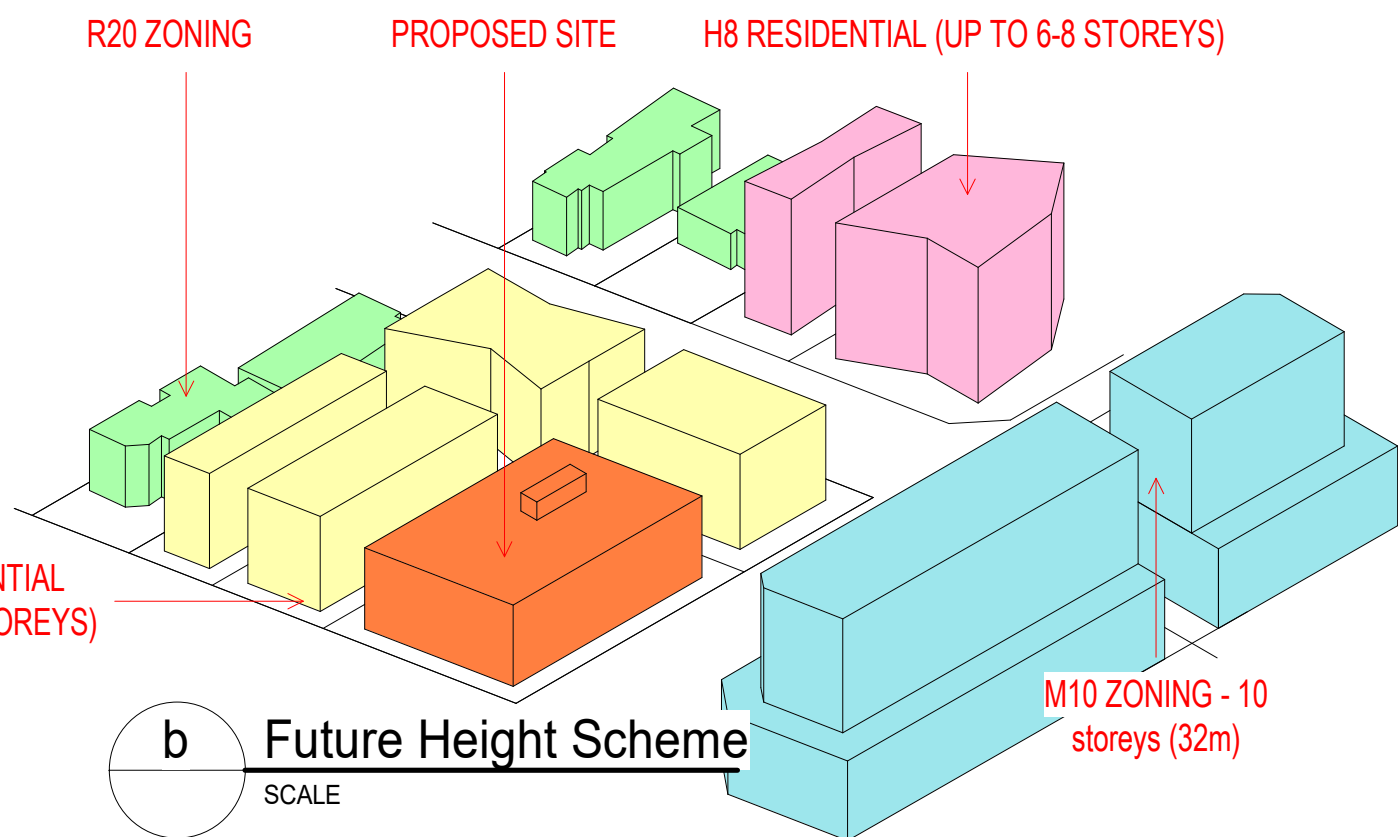 R20 ZONING
PROPOSED SITE
H8 RESIDENTIAL (UP TO 6-8 STOREYS)
NTIAL
OREYS)
M10 ZONING - 10
storeys (32m)
b
Future Height Scheme
SCALE